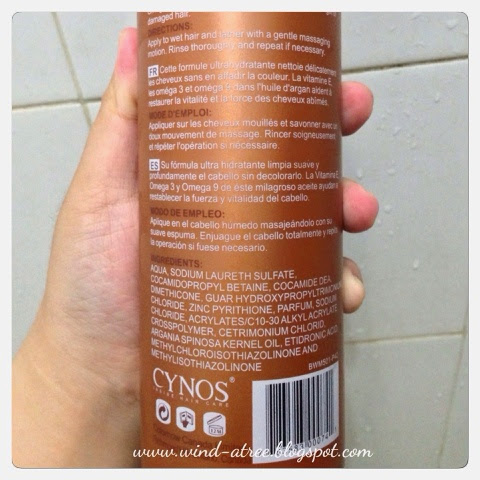 damaged hair.
DIRECTIONS:
Apply to wet hair and lather with a gentle massaging
motion. Rinse thoroughly and repeat if necessary.
FR Cette formule ultra hydratante nettoie délicatement
les cheveux sans en altérer la couleur. La vitamine E,
les oméga 3 et oméga 9 dans l'huile d'argan aident à
restaurer la vitalité et la force des cheveux abîmés.
MODE D'EMPLOI:
Appliquer sur les cheveux mouillés et savonner avec un
doux mouvement de massage. Rincer soigneusement
et répéter l'opération si nécessaire.
ES Su fórmula ultra hidratante limpia suave y
profundamente el cabello sin decolorarlo. La Vitamina E,
Omega 3 y Omega 9 de éste milagroso aceite ayuda a
restablecer la fuerza y vitalidad del cabello.
MODO DE EMPLEO:
Aplique en el cabello húmedo masajeándolo con su
suave espuma. Enjuague el cabello totalmente y repita
la operación si fuese necesario.
INGREDIENTS:
AQUA, SODIUM LAURETH SULFATE,
COCAMIDOPROPYL BETAINE, COCAMIDE DEA,
DIMETHICONE, GUAR HYDROXYPROPYLTRIMONIUM
CHLORIDE, ZINC PYRITHIONE, PARFUM, SODIUM
CHLORIDE, ACRYLATES/C10-30 ALKYL ACRYLATE
CROSSPOLYMER, CETRIMONIUM CHLORID,
ARGANIA SPINOSA KERNEL OIL, ETIDRONIC ACID,
METHYLCHLOROISOTHIAZOLINONE AND
METHYLISOTHIAZOLINONE
CYNOS
HAIR CARE
www.wind-atree.blogspot.com